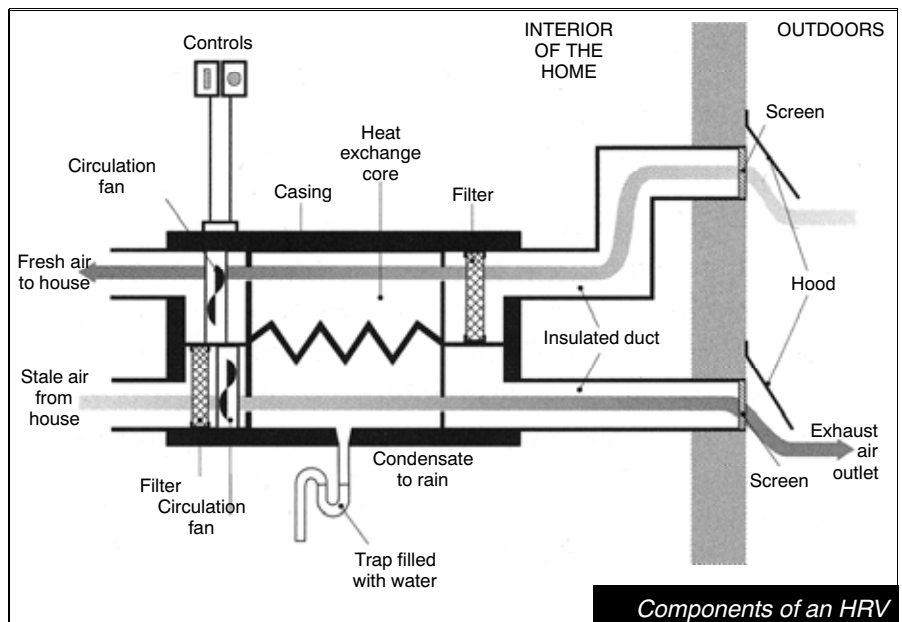 Controls
INTERIOR
OF THE
HOME
OUTDOORS
Screen
Heat
exchange
core
Circulation
fan
Casing
Filter
Fresh air
to house
Hood
Insulated duct
Stale air
from
house
Exhaust
air
outlet
Condensate
to rain
Screen
Filter
Circulation
fan
Trap filled
with water
Components of an HRV